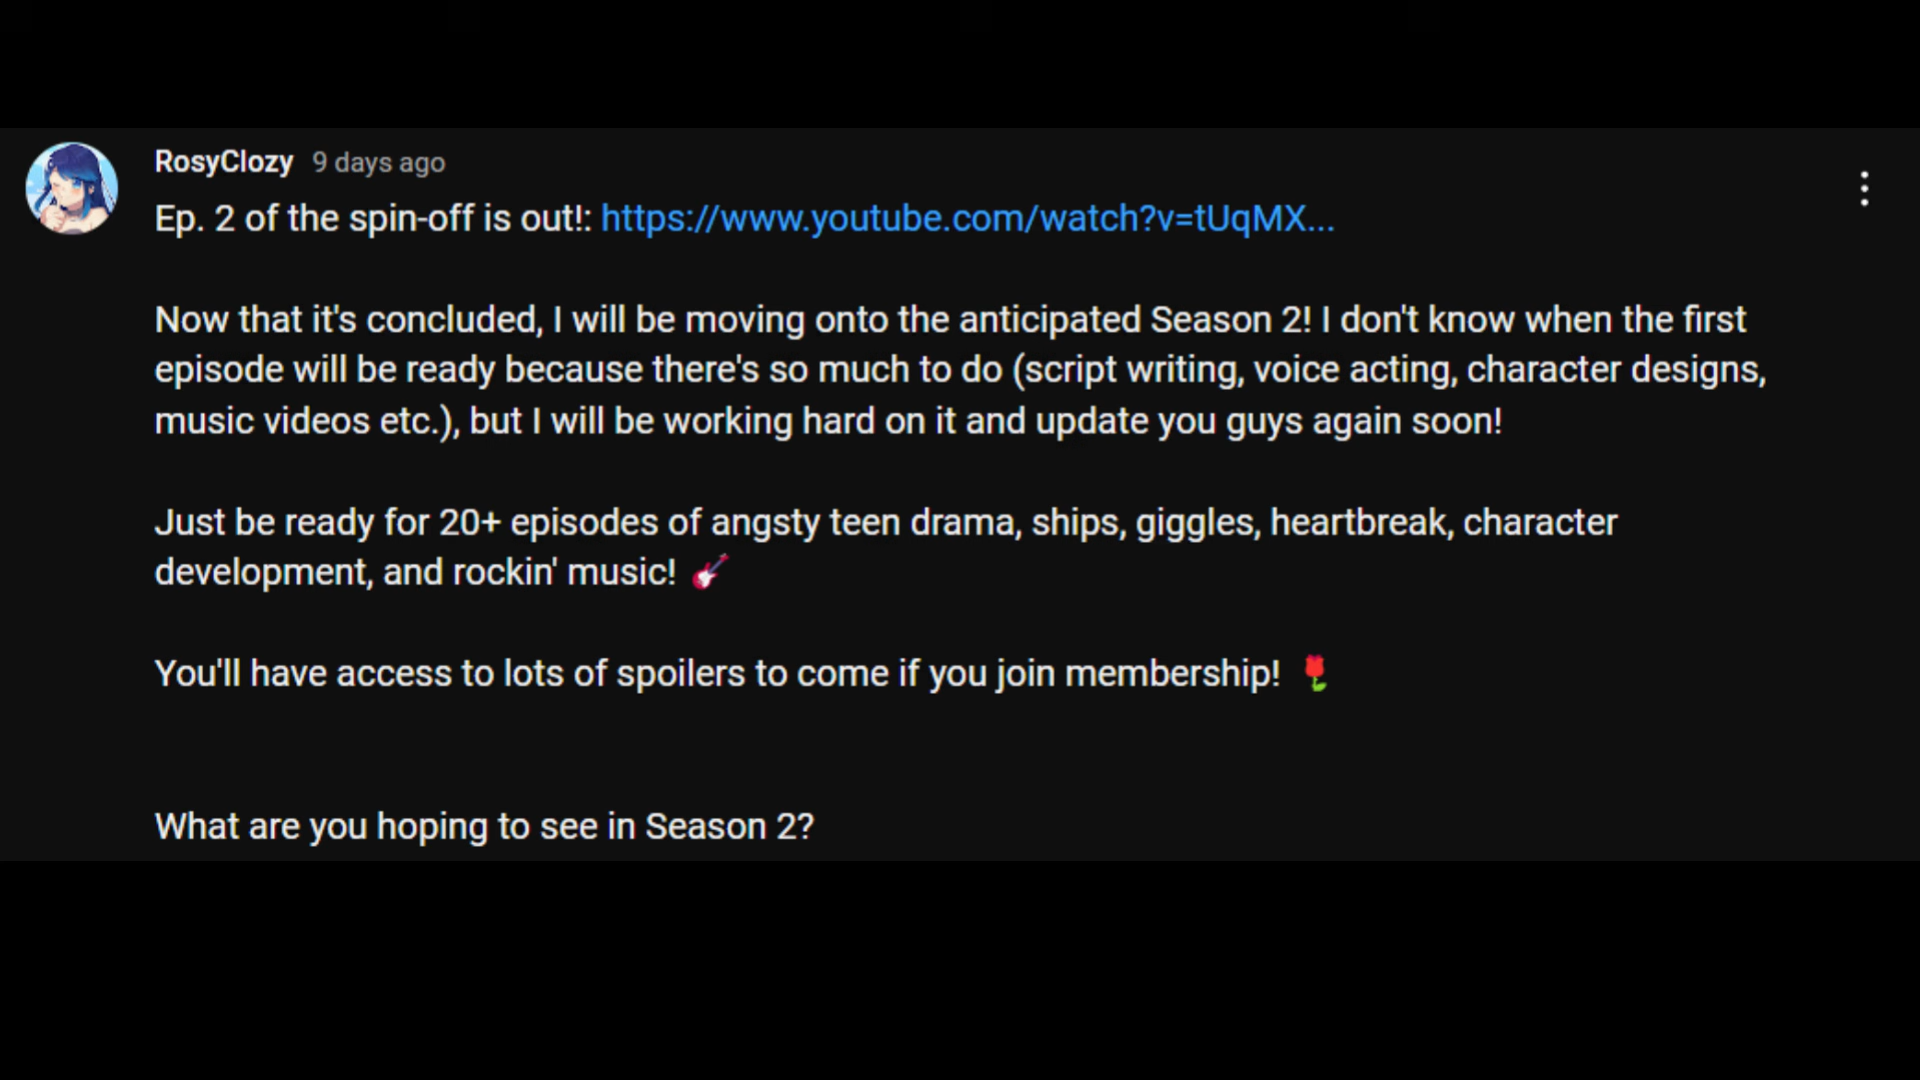 RosyClozy 9 days ago
Ep. 2 of the spin-off is out!: https://www.youtube.com/watch?v=tUqMX...
Now that it's concluded, I will be moving onto the anticipated Season 2! I don't know when the first
episode will be ready because there's so much to do (script writing, voice acting, character designs,
music videos etc.), but I will be working hard on it and update you guys again soon!
Just be ready for 20+ episodes of angsty teen drama, ships, giggles, heartbreak, character
development, and rockin' music! 🎸
You'll have access to lots of spoilers to come if you join membership! 🌷
What are you hoping to see in Season 2?